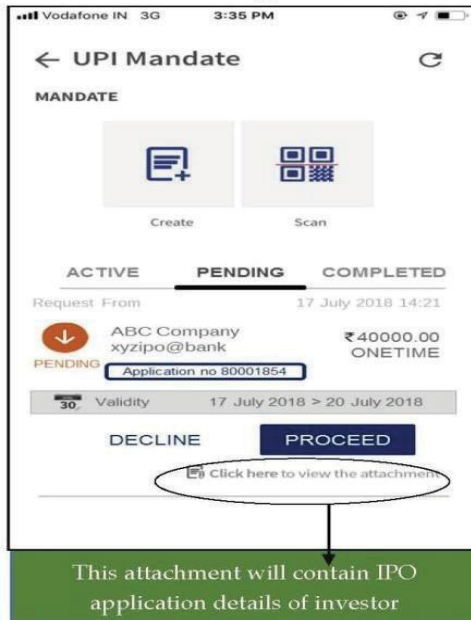 Vodafone IN 3G 3:35 PM
← UPI Mandate
MANDATE
Create Scan
ACTIVE PENDING COMPLETED
Request From 17 July 2018 14:21
ABC Company ₹40000.00
xyzipo@bank ONETIME
PENDING
Application no 80001854
30 Validity 17 July 2018 > 20 July 2018
DECLINE PROCEED
Click here to view the attachment
This attachment will contain IPO
application details of investor